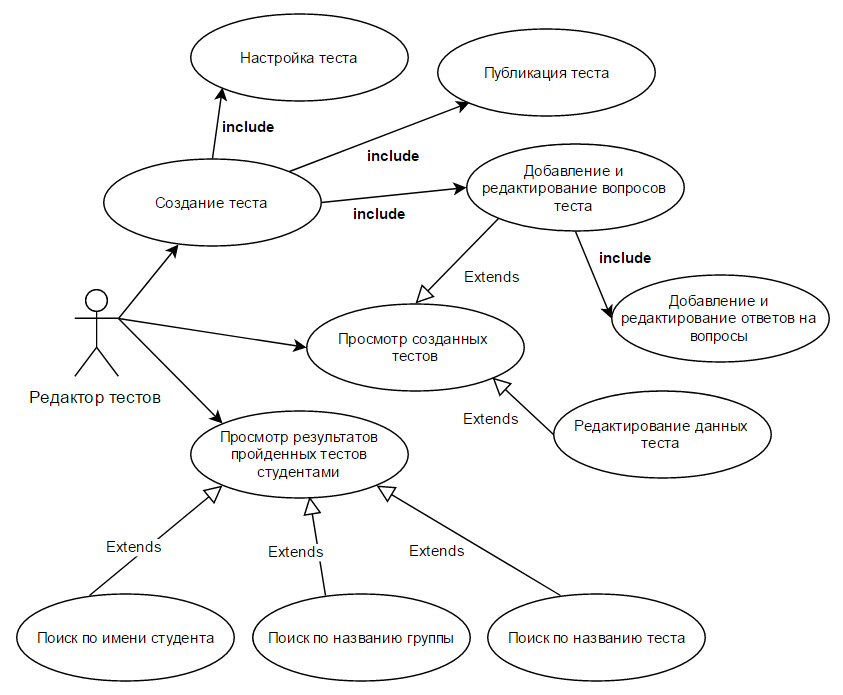 Настройка теста
Публикация теста
include
include
Добавление и
редактирование вопросов
теста
Создание теста
include
include
Extends
Добавление и
редактирование ответов на
вопросы
Просмотр созданных
тестов
Редактор тестов
Extends
Редактирование данных
теста
Просмотр результатов
пройденных тестов
студентами
Extends
Extends
Extends
Поиск по имени студента
Поиск по названию группы
Поиск по названию теста